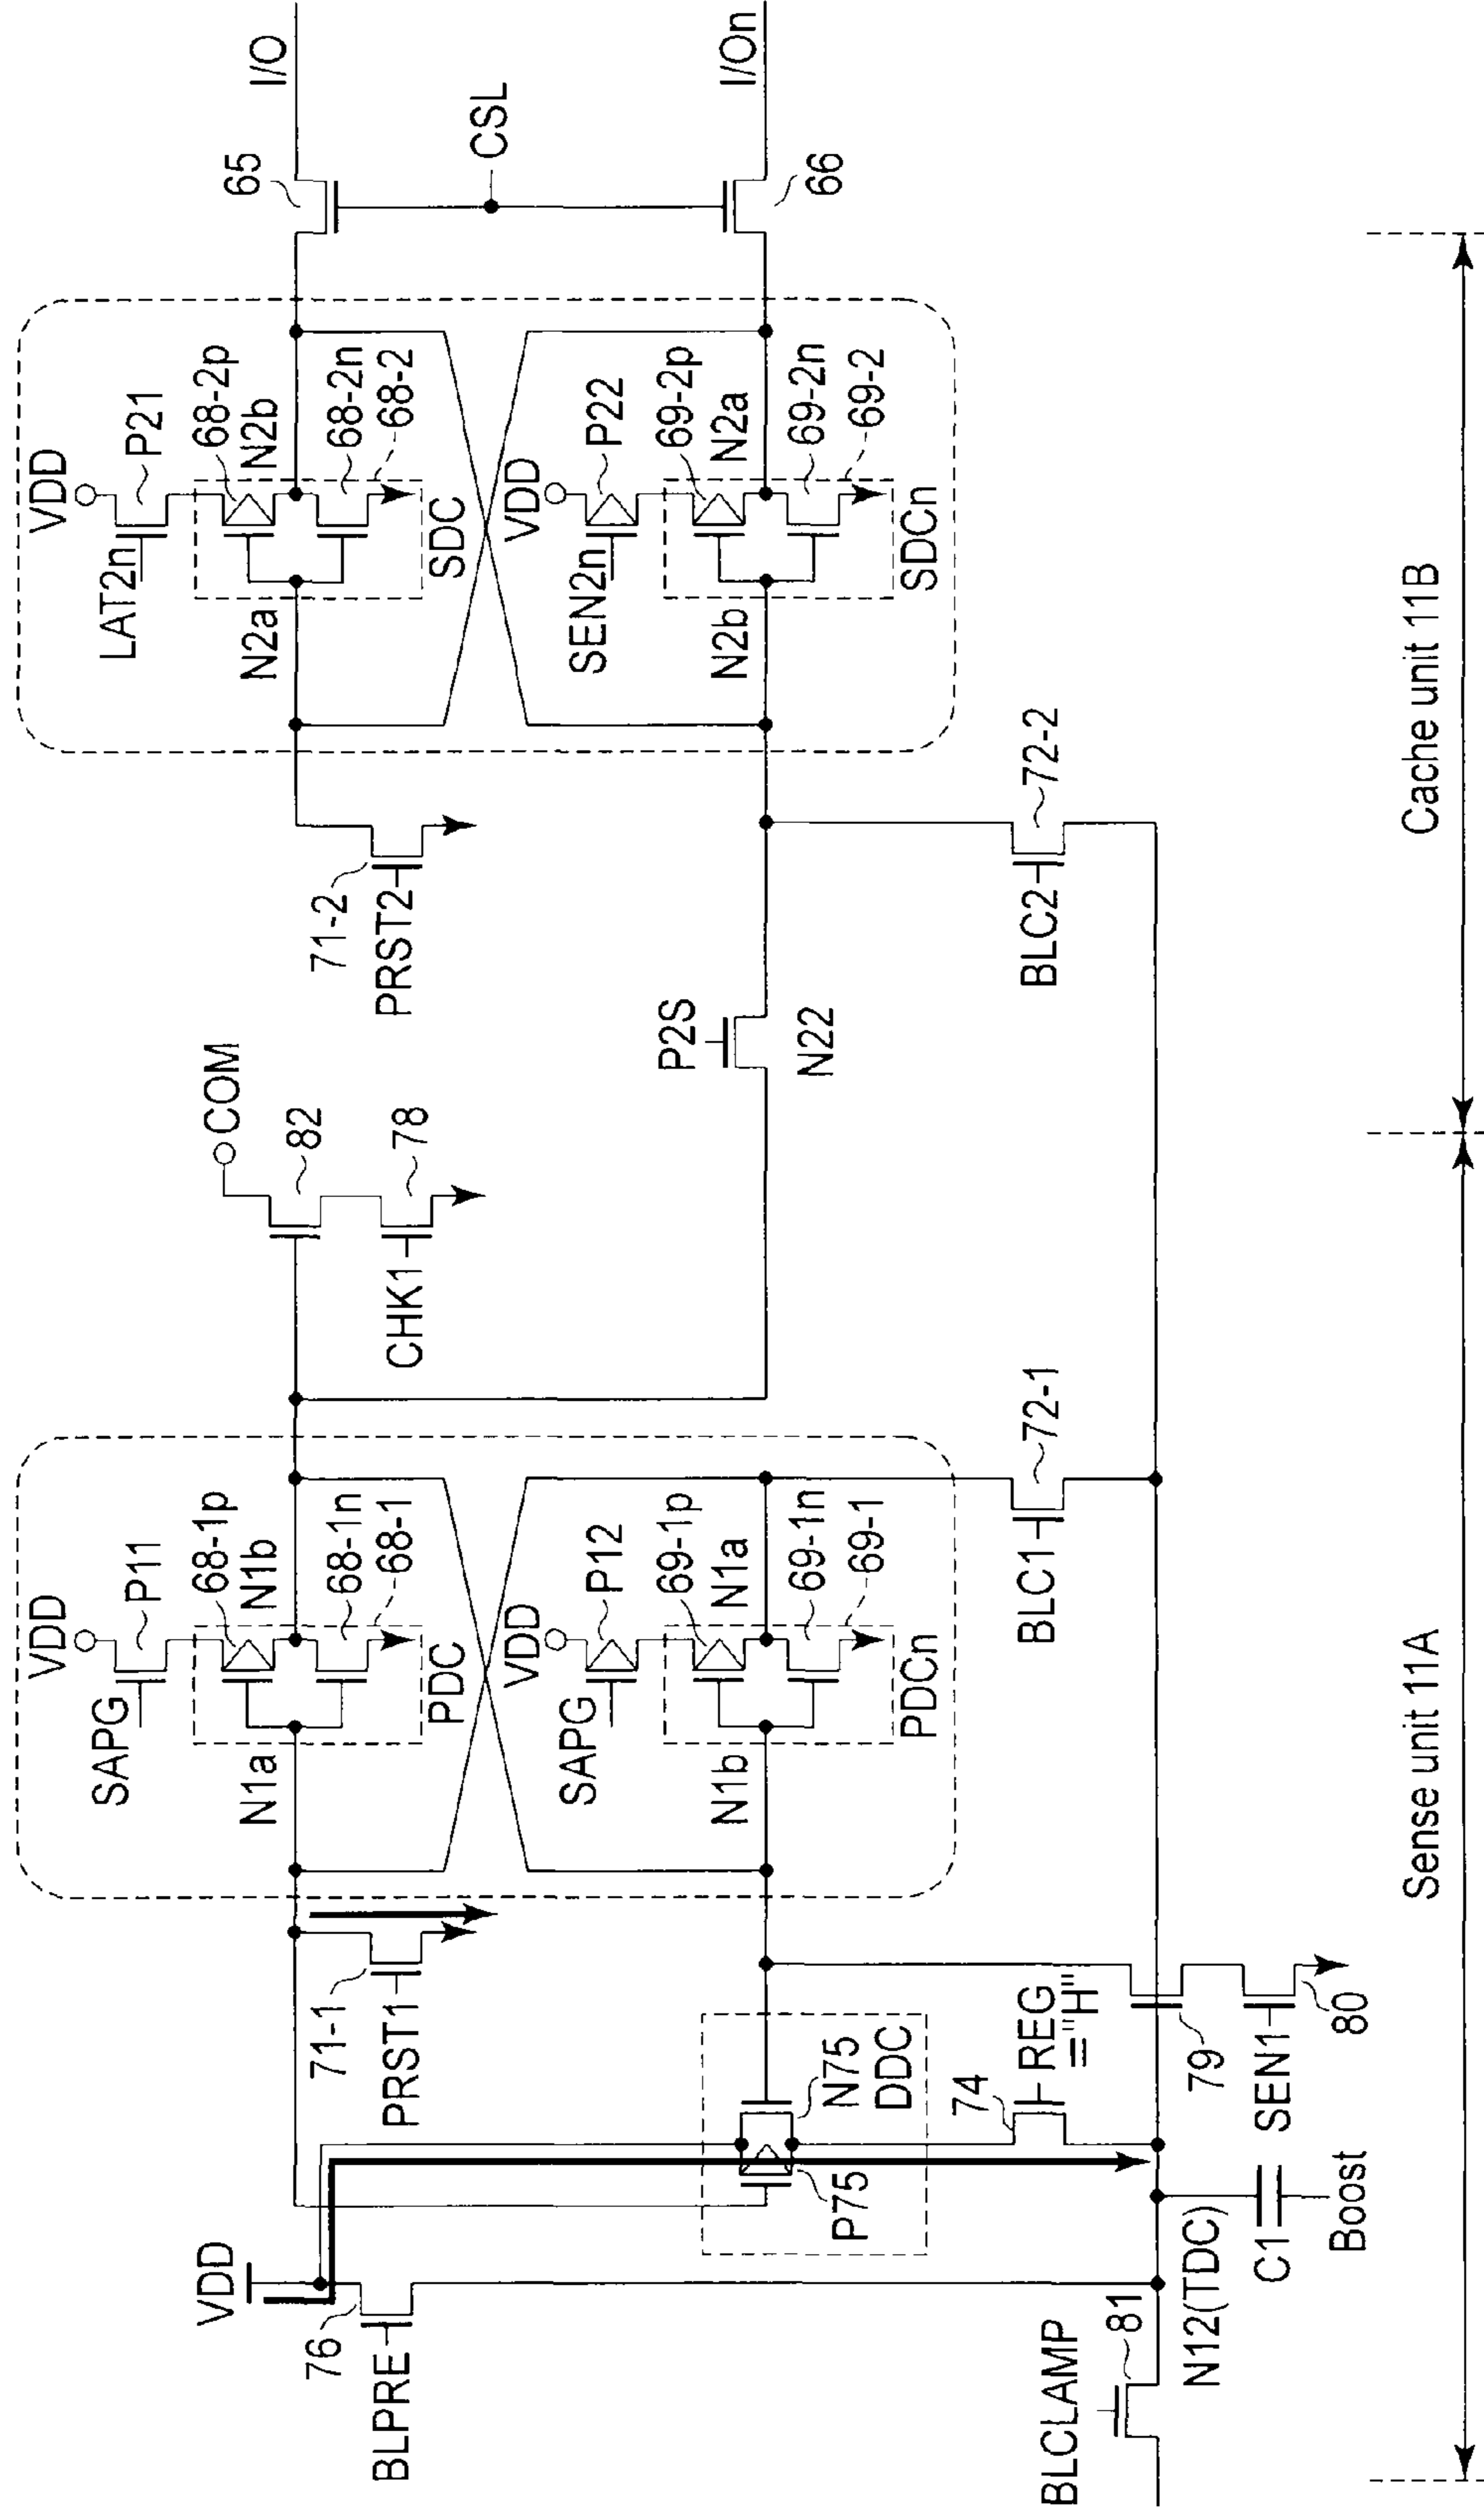 I/O
I/On
65
CSL
66
VDD
P21
LAT2n
68-2p
N2b
68-2n
68-2
N2a
SDC
VDD
P22
SEN2n
69-2p
N2a
69-2n
69-2
N2b
SDCn
71-2
PRST2
72-2
BLC2
P2S
N22
COM
82
78
CHK1
Cache unit 11B
VDD
P11
SAPG
68-1p
N1b
68-1n
68-1
N1a
PDC
VDD
P12
SAPG
69-1p
N1a
69-1n
69-1
N1b
PDCn
72-1
BLC1
71-1
PRST1
N75
DDC
P75
74
REG
="H"
79
SEN1
80
C1
Boost
VDD
76
BLPRE
BLCLAMP
81
N12(TDC)
Sense unit 11A